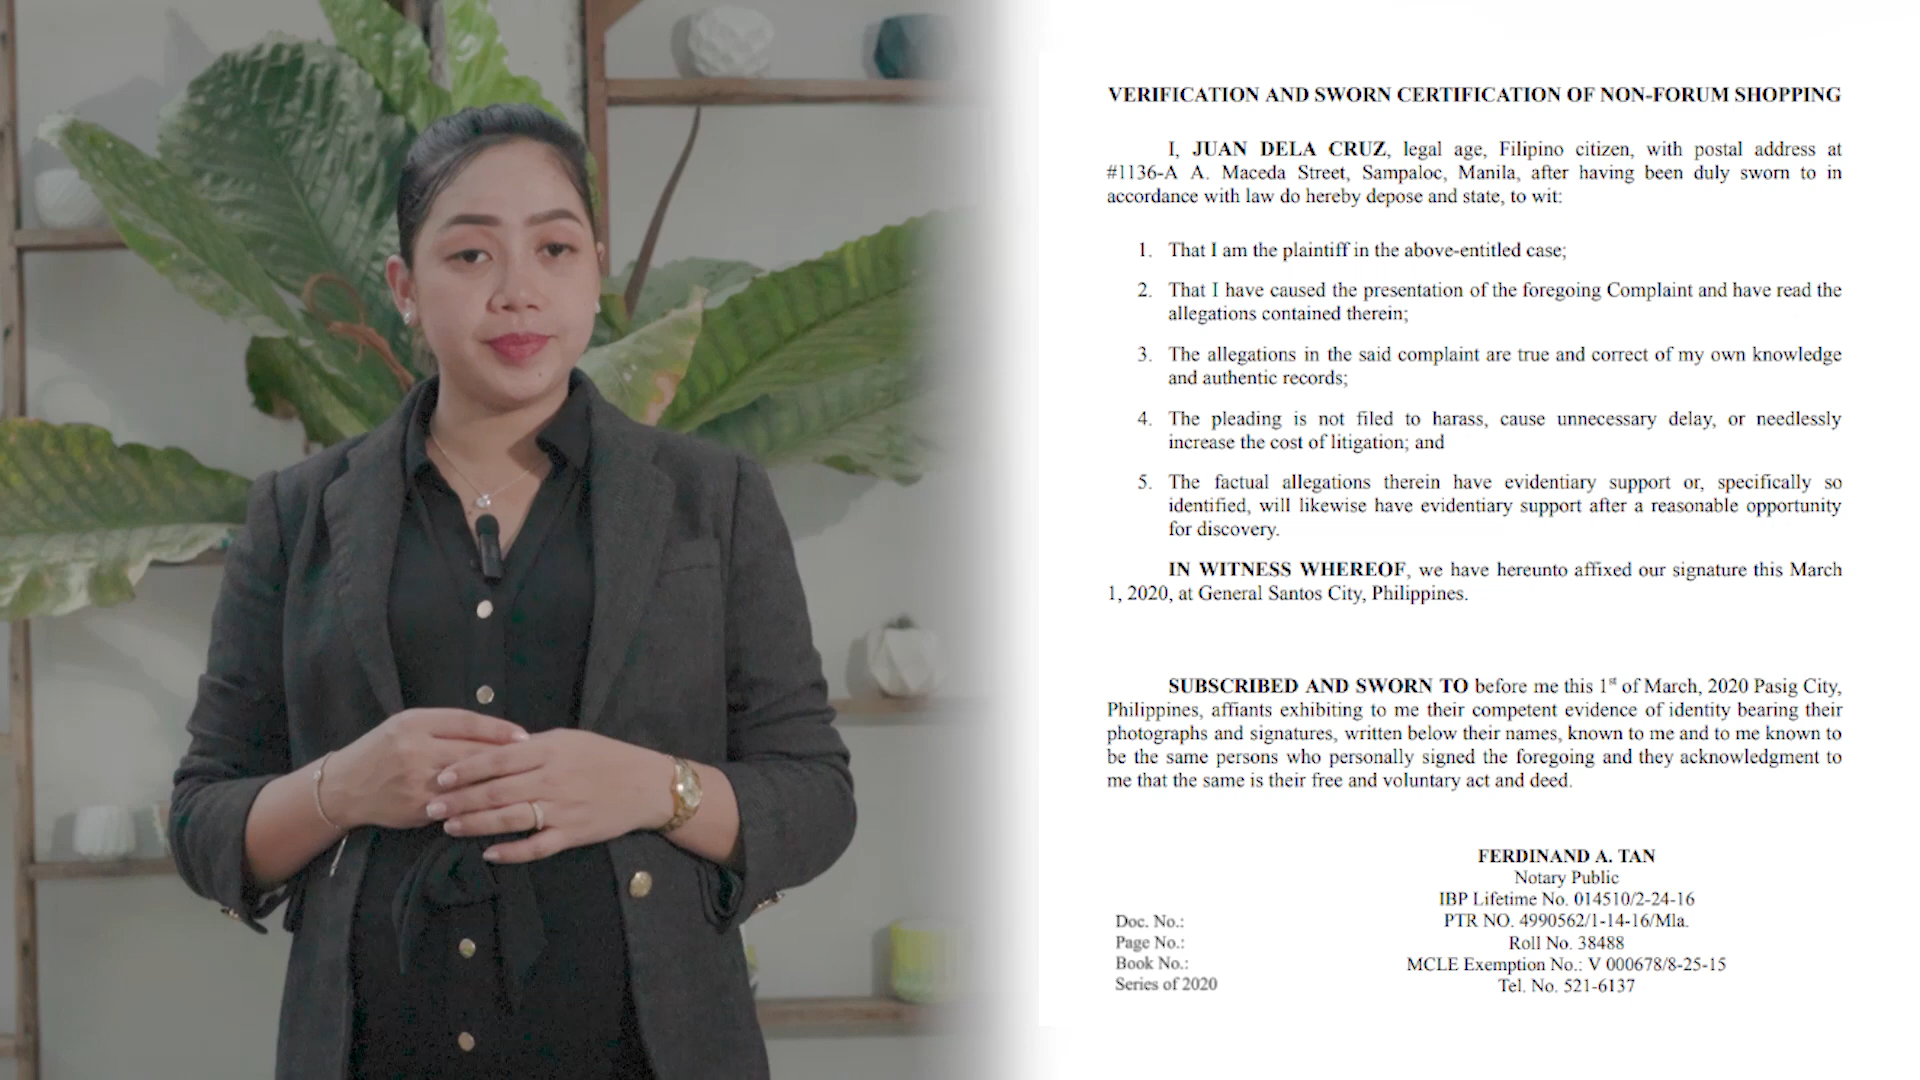 VERIFICATION AND SWORN CERTIFICATION OF NON-FORUM SHOPPING
I, JUAN DELA CRUZ, legal age, Filipino citizen, with postal address at
#1136-A A. Maceda Street, Sampaloc, Manila, after having been duly sworn to in
accordance with law do hereby depose and state, to wit:
1. That I am the plaintiff in the above-entitled case;
2. That I have caused the presentation of the foregoing Complaint and have read the
allegations contained therein;
3. The allegations in the said complaint are true and correct of my own knowledge
and authentic records;
4. The pleading is not filed to harass, cause unnecessary delay, or needlessly
increase the cost of litigation; and
5. The factual allegations therein have evidentiary support or, specifically so
identified, will likewise have evidentiary support after a reasonable opportunity
for discovery.
IN WITNESS WHEREOF, we have hereunto affixed our signature this March
1, 2020, at General Santos City, Philippines.
SUBSCRIBED AND SWORN TO before me this 1st of March, 2020 Pasig City,
Philippines, affiants exhibiting to me their competent evidence of identity bearing their
photographs and signatures, written below their names, known to me and to me known to
be the same persons who personally signed the foregoing and they acknowledgment to
me that the same is their free and voluntary act and deed.
FERDINAND A. TAN
Notary Public
IBP Lifetime No. 014510/2-24-16
PTR NO. 4990562/1-14-16/Mla.
Roll No. 38488
MCLE Exemption No.: V 000678/8-25-15
Tel. No. 521-6137
Doc. No.:
Page No.:
Book No.:
Series of 2020